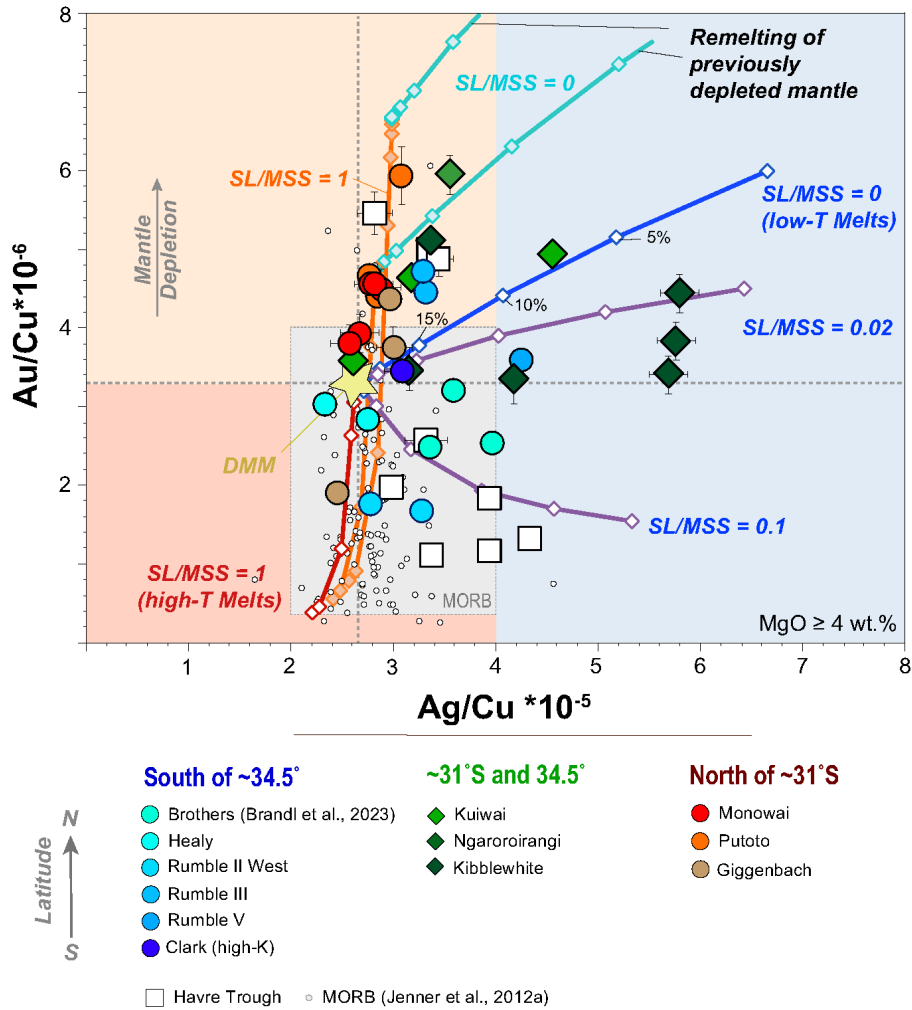 8
6
4
2
Au/Cu*10-6
Mantle
Depletion
Remelting of
previously
depleted mantle
SL/MSS = 0
SL/MSS = 1
SL/MSS = 0
(low-T Melts)
5%
10%
15%
SL/MSS = 0.02
DMM
SL/MSS = 0.1
SL/MSS = 1
(high-T Melts)
MORB
MgO ≥ 4 wt.%
1
2
3
4
5
6
7
8
Ag/Cu *10-5
South of ~34.5˚
~31˚S and 34.5˚
North of ~31˚S
N
Latitude
S
Brothers (Brandl et al., 2023)
Healy
Rumble II West
Rumble III
Rumble V
Clark (high-K)
Kuiwai
Ngaroroirangi
Kibblewhite
Monowai
Putoto
Giggenbach
Havre Trough
MORB (Jenner et al., 2012a)